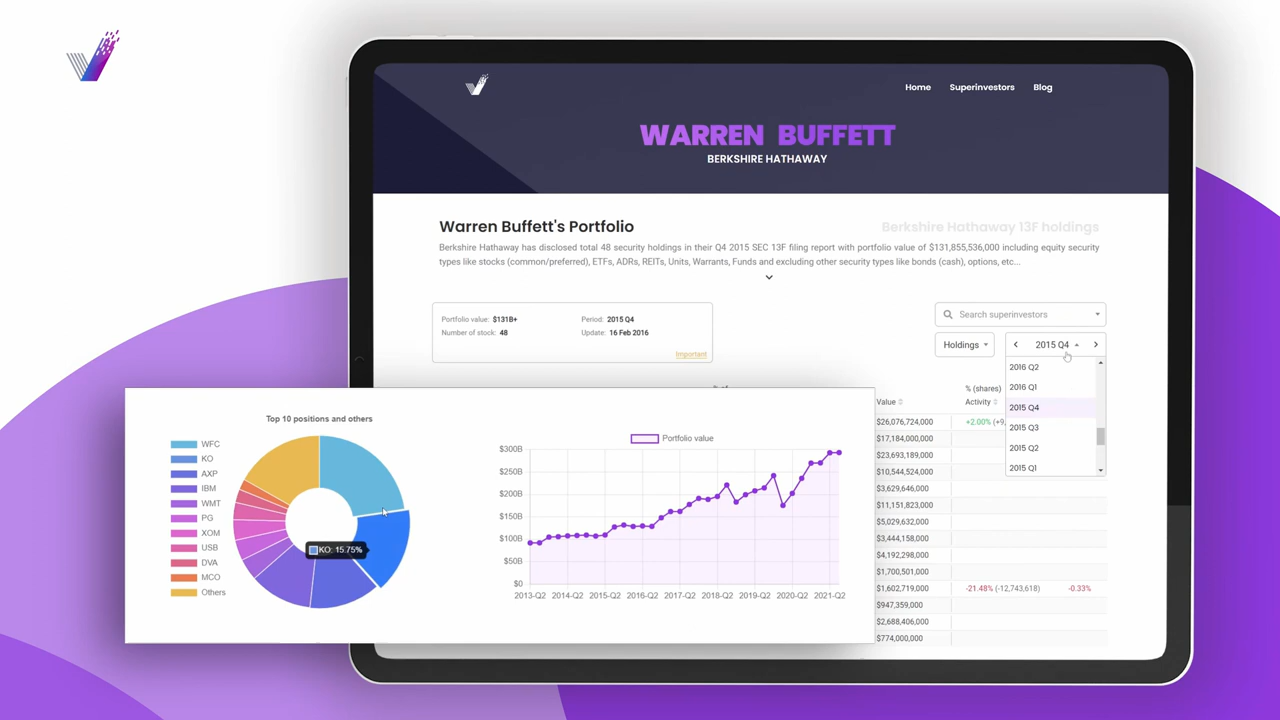 Home Superinvestors Blog
WARREN BUFFETT
BERKSHIRE HATHAWAY
Warren Buffett's Portfolio
Berkshire Hathaway 13F holdings
Berkshire Hathaway has disclosed total 48 security holdings in their Q4 2015 SEC 13F filing report with portfolio value of $131,855,536,000 including equity security
types like stocks (common/preferred), ETFs, ADRs, REITs, Units, Warrants, Funds and excluding other security types like bonds (cash), options, etc...
Portfolio value: $131B+ Period: 2015 Q4
Number of stock: 48 Update: 16 Feb 2016
Important
Search superinvestors
Holdings
2015 Q4
2016 Q2
2016 Q1
2015 Q4
2015 Q3
2015 Q2
2015 Q1
Top 10 positions and others
WFC
KO
AXP
IBM
WMT
PG
XOM
USB
DVA
MCO
Others
KO: 15.75%
Portfolio value
$300B
$250B
$200B
$150B
$100B
$50B
$0
2013-Q2 2014-Q2 2015-Q2 2016-Q2 2017-Q2 2018-Q2 2019-Q2 2020-Q2 2021-Q2
% (shares)
Value Activity
$26,076,724,000 +2.00% (+9,
$17,184,000,000
$23,693,189,000
$10,544,524,000
$3,629,646,000
$11,151,823,000
$5,029,632,000
$3,444,158,000
$4,192,298,000
$1,700,501,000
$1,602,719,000 -21.48% (-12,743,618) -0.33%
$947,359,000
$2,688,406,000
$774,000,000